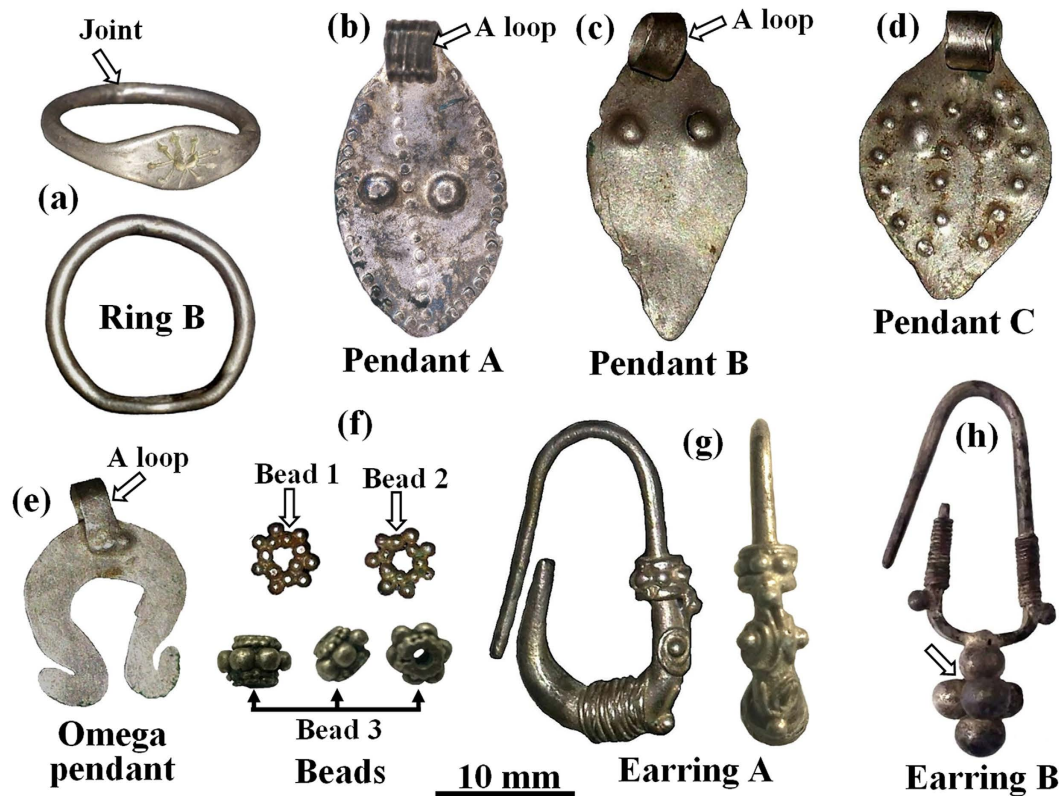 Joint
(a)
Ring B
(b)
A loop
Pendant A
(c)
A loop
Pendant B
(d)
Pendant C
(e)
A loop
Omega
pendant
(f)
Bead 1
Bead 2
Bead 3
Beads
10 mm
(g)
Earring A
(h)
Earring B